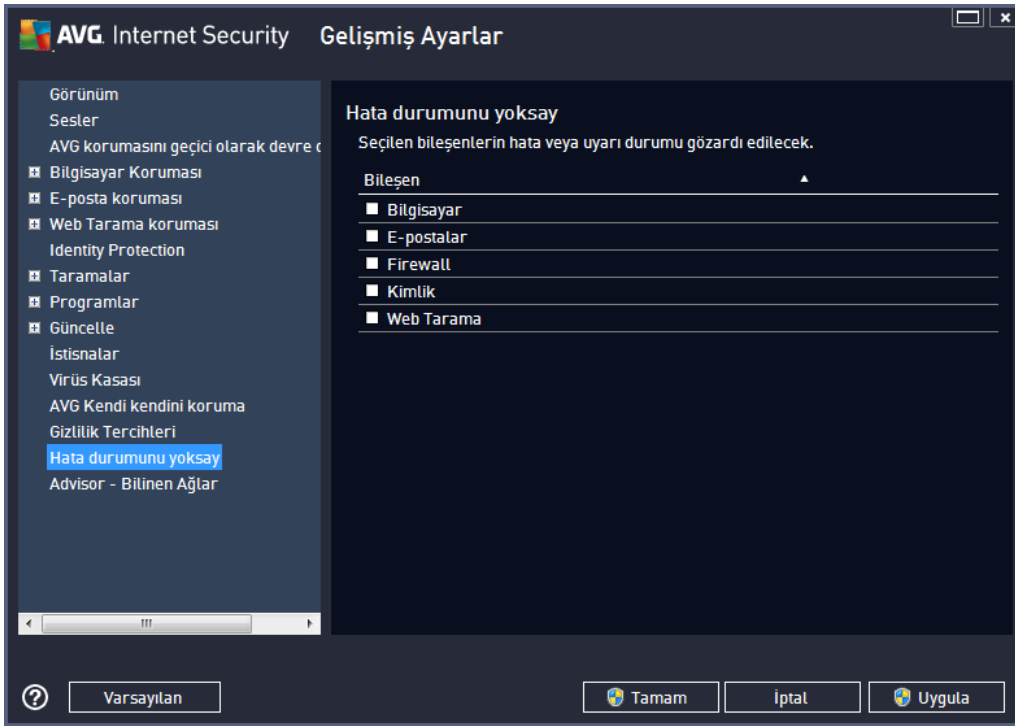 AVG. Internet Security Gelişmiş Ayarlar
Görünüm
Sesler
AVG korumasını geçici olarak devre
Bilgisayar Koruması
E-posta koruması
Web Tarama koruması
Identity Protection
Taramalar
Programlar
Güncelle
İstisnalar
Virüs Kasası
AVG Kendi kendini koruma
Gizlilik Tercihleri
Hata durumunu yoksay
Advisor - Bilinen Ağlar
Hata durumunu yoksay
Seçilen bileşenlerin hata veya uyarı durumu gözardı edilecek.
Bileşen
Bilgisayar
E-postalar
Firewall
Kimlik
Web Tarama
Varsayılan
Tamam
İptal
Uygula